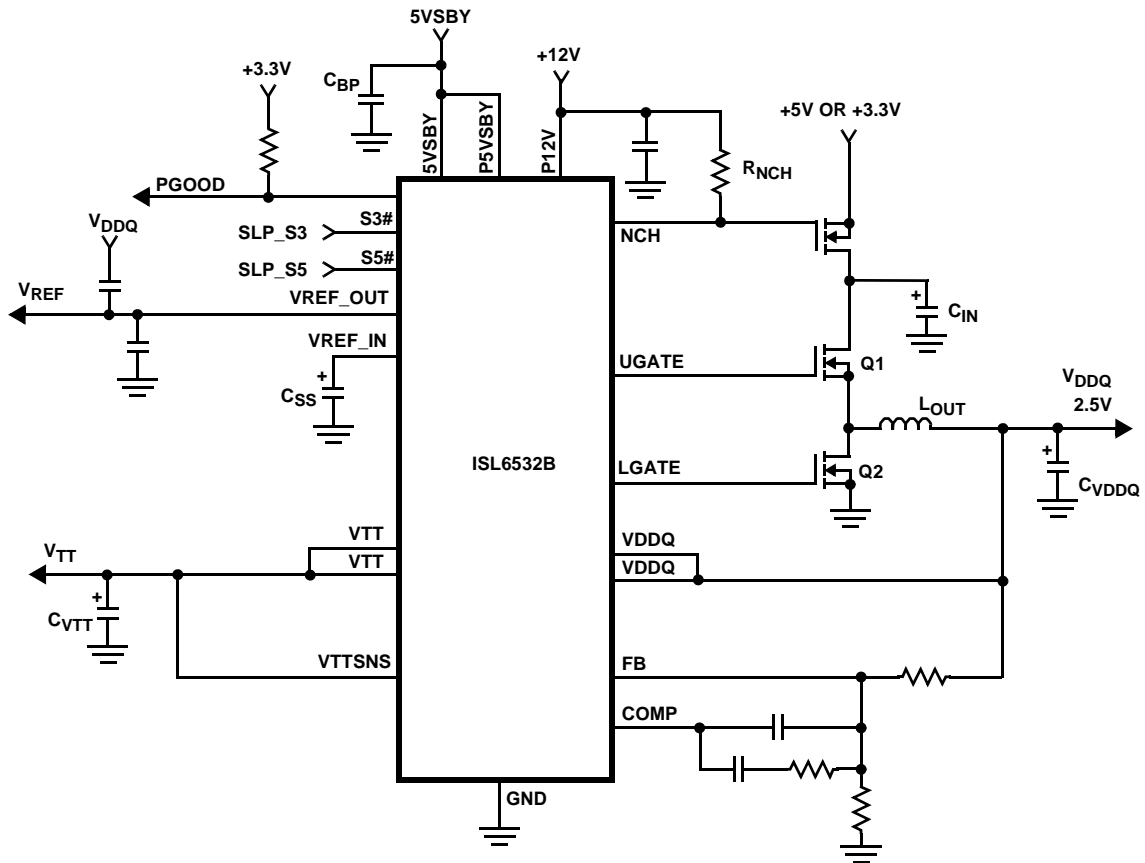 5VSBY
+12V
+3.3V
CBP
+5V OR +3.3V
5VSBY
P5VSBY
P12V
RNCH
PGOOD
VDDQ
SLP_S3
S3#
NCH
SLP_S5
S5#
VREF
VREF_OUT
+
CIN
VREF_IN
+
CSS
UGATE
Q1
VDDQ
2.5V
LOUT
ISL6532B
LGATE
Q2
+
CVDDQ
VTT
VTT
VTT
VDDQ
VDDQ
+
CVTT
VTTSNS
FB
COMP
GND